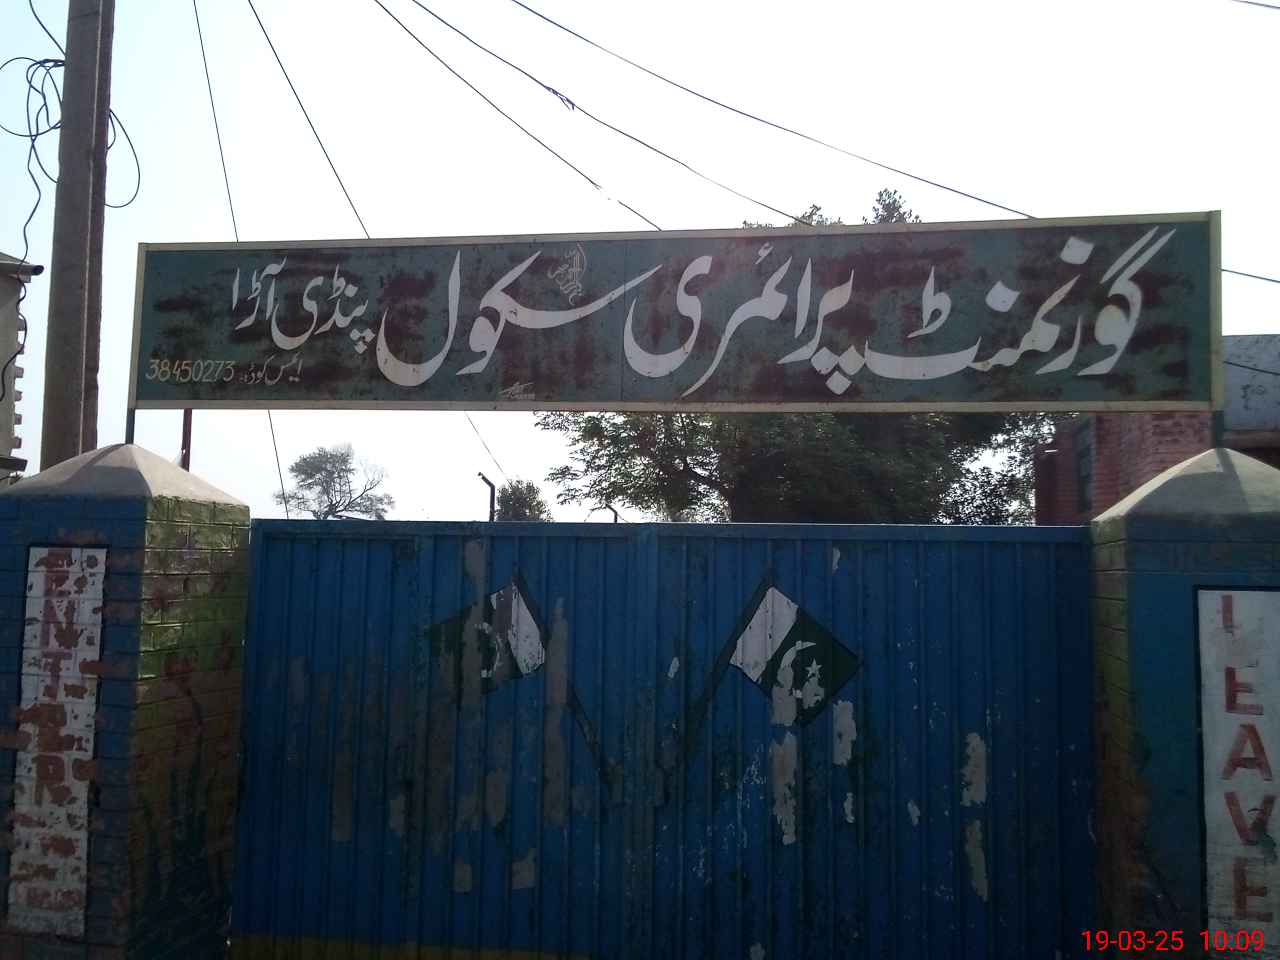 گورنمنٹ پرائمری سکول پنڈی آڑا
ایس کوڈ۔ 38450273
ENTER
LEAVE
19-03-25 10:09